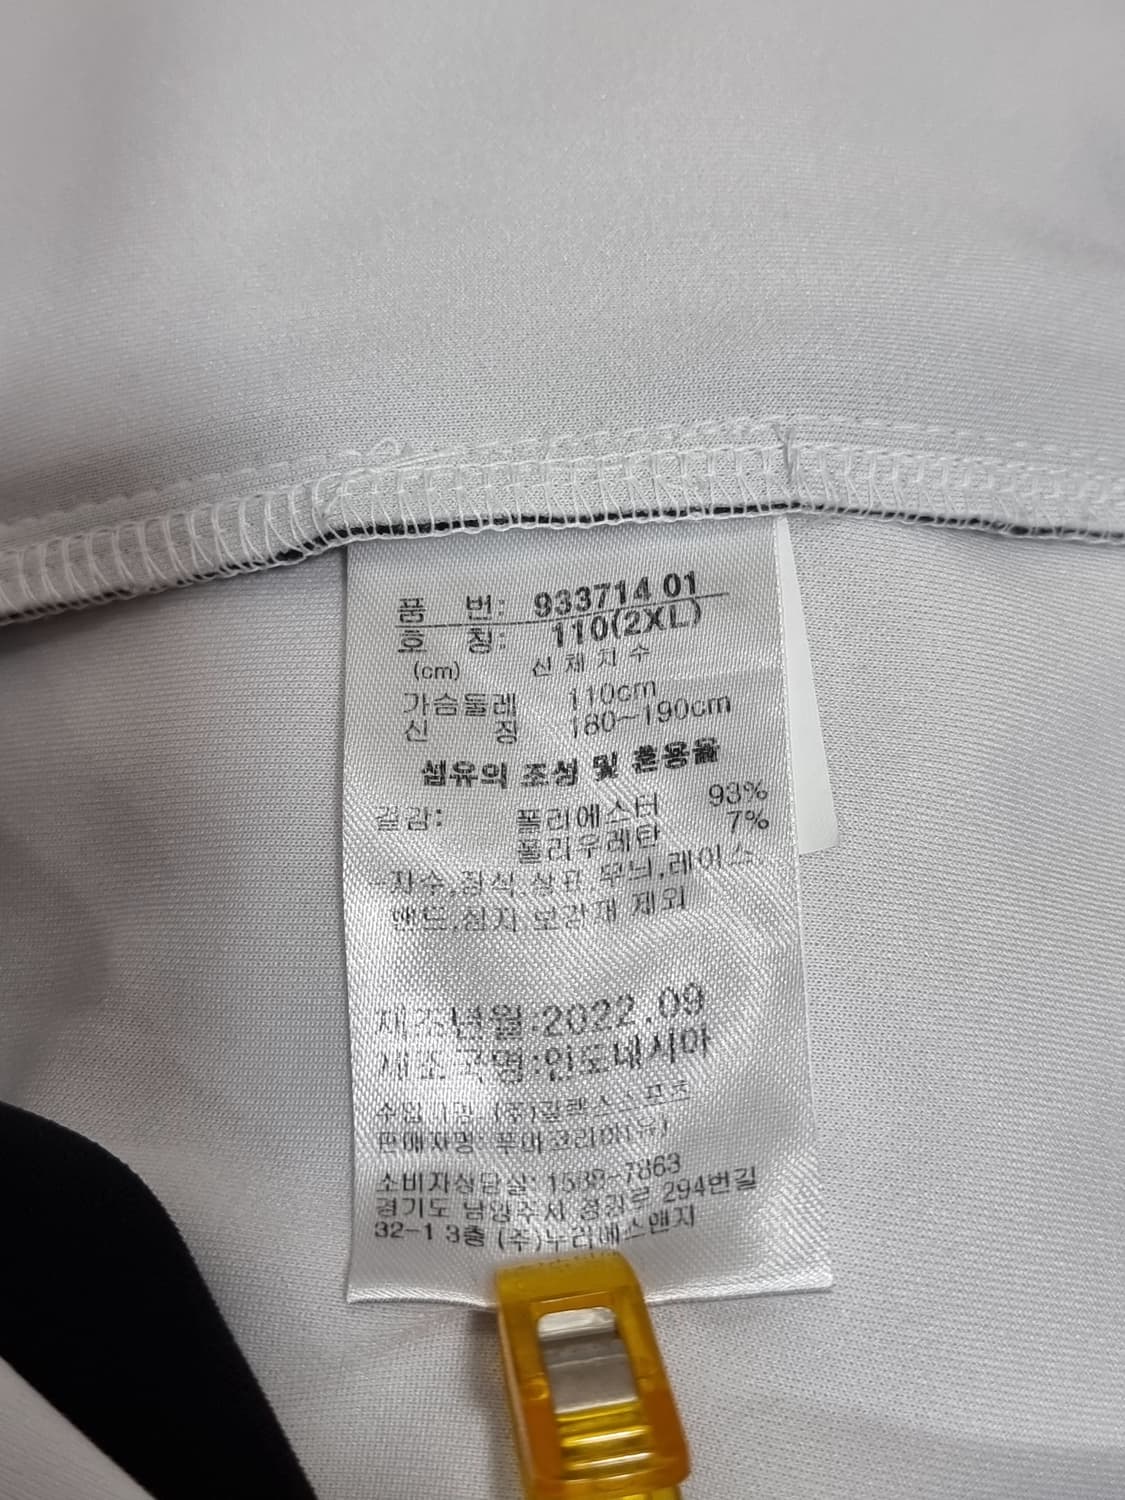 품 번: 933714 01
호 칭: 110(2XL)
(cm) 신체치수
가슴둘레 110cm
신 장 180-190cm
섬유의 조성 및 혼용율
겉감: 폴리에스터 93%
폴리우레탄 7%
-자수,장식,상표,무늬,레이스
밴드,심지 보강재 제외
제조년월:2022.09
제조국명:인도네시아
수입 (주)갈렉스스포츠
판매자명: 푸마코리아(유)
소비자상담실: 1588-7863
경기도 남양주시 경강로 294번길
32-1 3층 (주)누리에스앤지